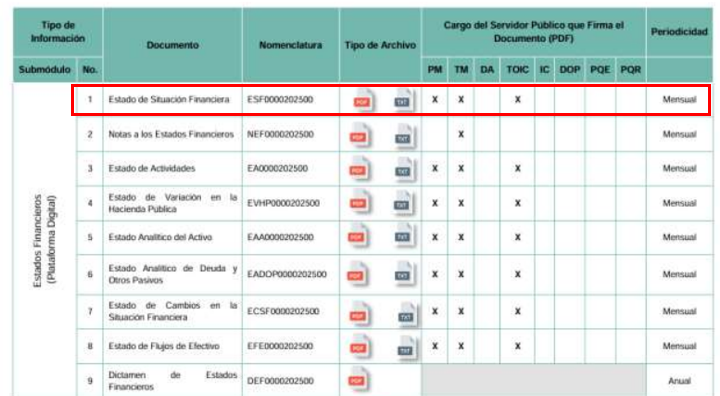 Tipo de Información Documento Nomenclatura Tipo de Archivo Cargo del Servidor Público que Firma el Documento (PDF) Periodicidad
Submódulo No. PM TM DA TOIC IC DOP PQE PQR
Estados Financieros
(Plataforma Digital)
1 Estado de Situación Financiera ESF0000202500 PDF TXT X X X Mensual
2 Notas a los Estados Financieros NEF0000202500 PDF TXT X Mensual
3 Estado de Actividades EA0000202500 PDF TXT X X X Mensual
4 Estado de Variación en la
Hacienda Pública EVHP0000202500 PDF TXT X X X Mensual
5 Estado Analítico del Activo EAA0000202500 PDF TXT X X X Mensual
6 Estado Analítico de Deuda y
Otros Pasivos EADOP0000202500 PDF TXT X X X Mensual
7 Estado de Cambios en la
Situación Financiera ECSF0000202500 PDF TXT X X X Mensual
8 Estado de Flujos de Efectivo EFE0000202500 PDF TXT X X X Mensual
9 Dictamen de Estados
Financieros DEF0000202500 PDF Anual